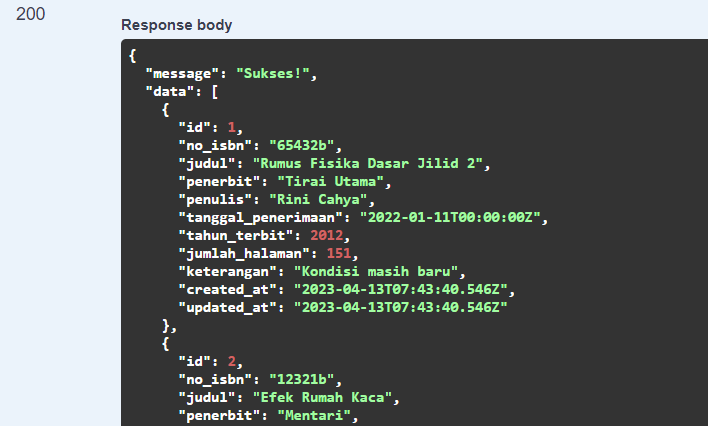 200
Response body
{
"message": "Sukses!",
"data": [
{
"id": 1,
"no_isbn": "65432b",
"judul": "Rumus Fisika Dasar Jilid 2",
"penerbit": "Tirai Utama",
"penulis": "Rini Cahya",
"tanggal_penerimaan": "2022-01-11T00:00:00Z",
"tahun_terbit": 2012,
"jumlah_halaman": 151,
"keterangan": "Kondisi masih baru",
"created_at": "2023-04-13T07:43:40.546Z",
"updated_at": "2023-04-13T07:43:40.546Z"
},
{
"id": 2,
"no_isbn": "12321b",
"judul": "Efek Rumah Kaca",
"penerbit": "Mentari",